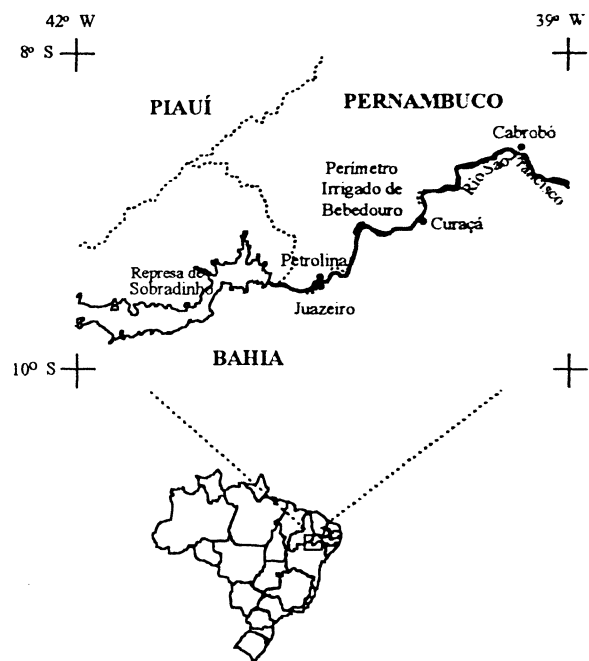 42° W
39° W
8° S
PIAUÍ
PERNAMBUCO
Cabrobó
Perímetro
Irrigado de
Bebedouro
Rio São Francisco
Curaçá
Petrolina
Represa de
Sobradinho
Juazeiro
BAHIA
10° S